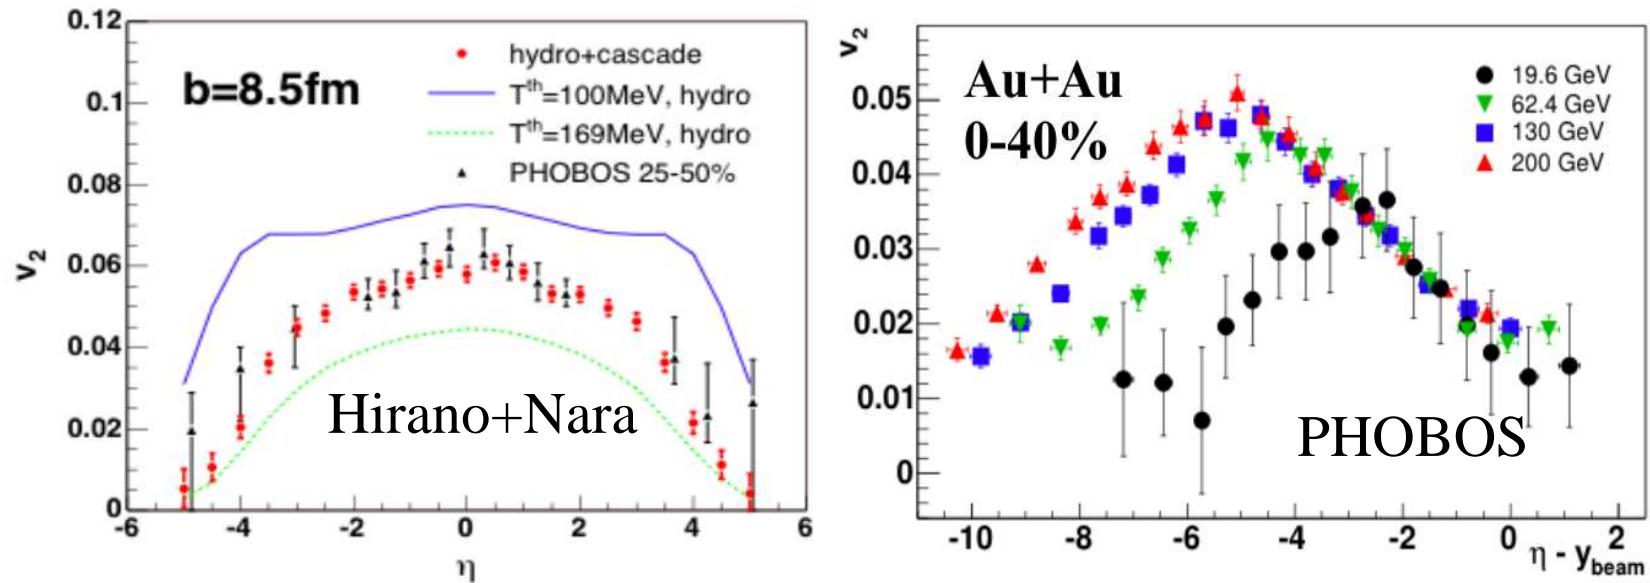 0.12
0.1
0.08
0.06
0.04
0.02
0
v2
b=8.5fm
hydro+cascade
T^th=100MeV, hydro
T^th=169MeV, hydro
PHOBOS 25-50%
Hirano+Nara
-6 -4 -2 0 2 4 6
η
v2
0.05
0.04
0.03
0.02
0.01
0
Au+Au
0-40%
19.6 GeV
62.4 GeV
130 GeV
200 GeV
PHOBOS
-10 -8 -6 -4 -2 0 2
η - y_beam